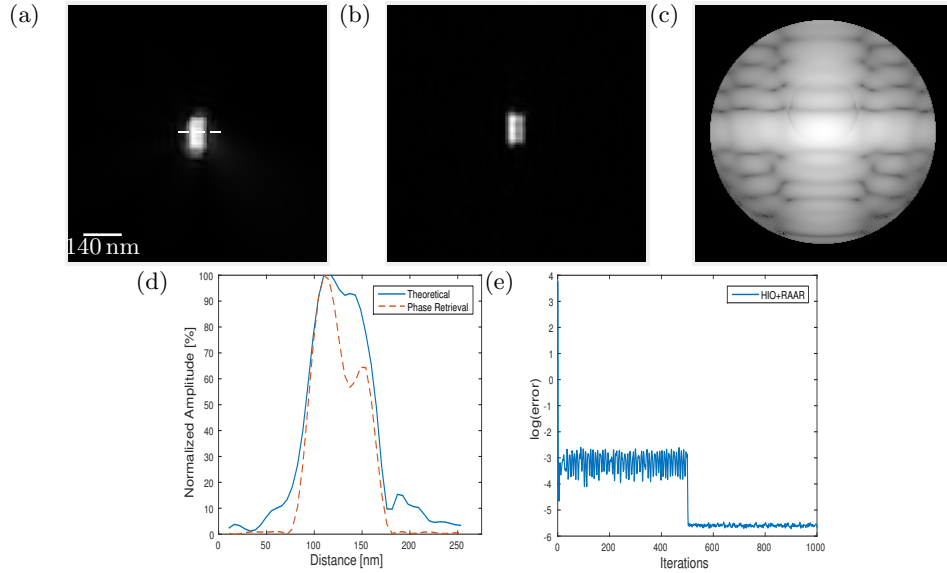 (a)
(b)
(c)
140 nm
(d)
Normalized Amplitude [%]
100
90
80
70
60
50
40
30
20
10
0
0 50 100 150 200 250
Distance [nm]
Theoretical
Phase Retrieval
(e)
log(error)
4
3
2
1
0
-1
-2
-3
-4
-5
-6
0 200 400 600 800 1000
Iterations
HIO+RAAR